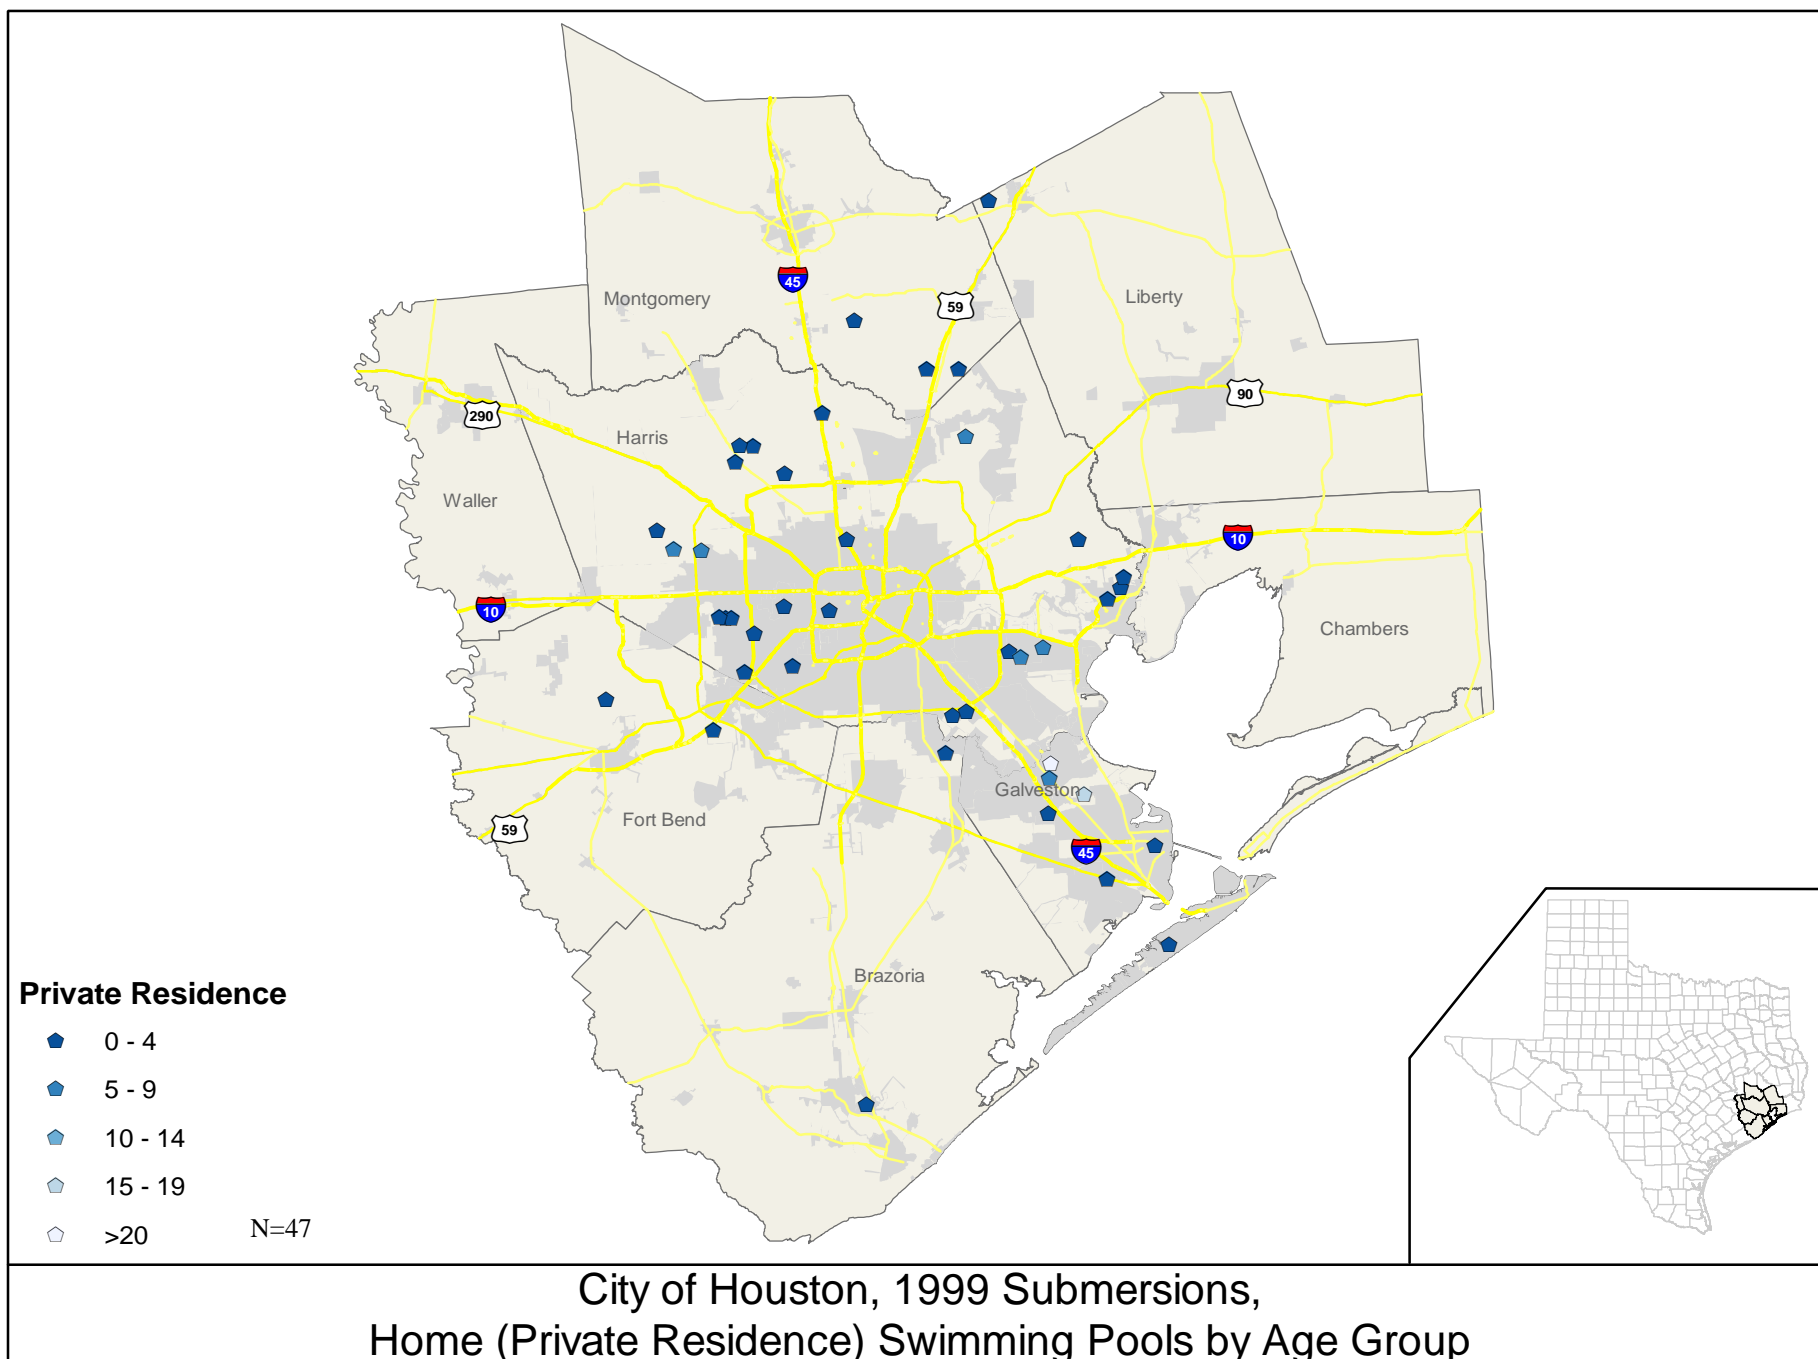 45
Montgomery
59
Liberty
290
Harris
90
Waller
10
10
Chambers
Galveston
Fort Bend
59
45
Brazoria
Private Residence
0 - 4
5 - 9
10 - 14
15 - 19
>20
N=47
City of Houston, 1999 Submersions,
Home (Private Residence) Swimming Pools by Age Group